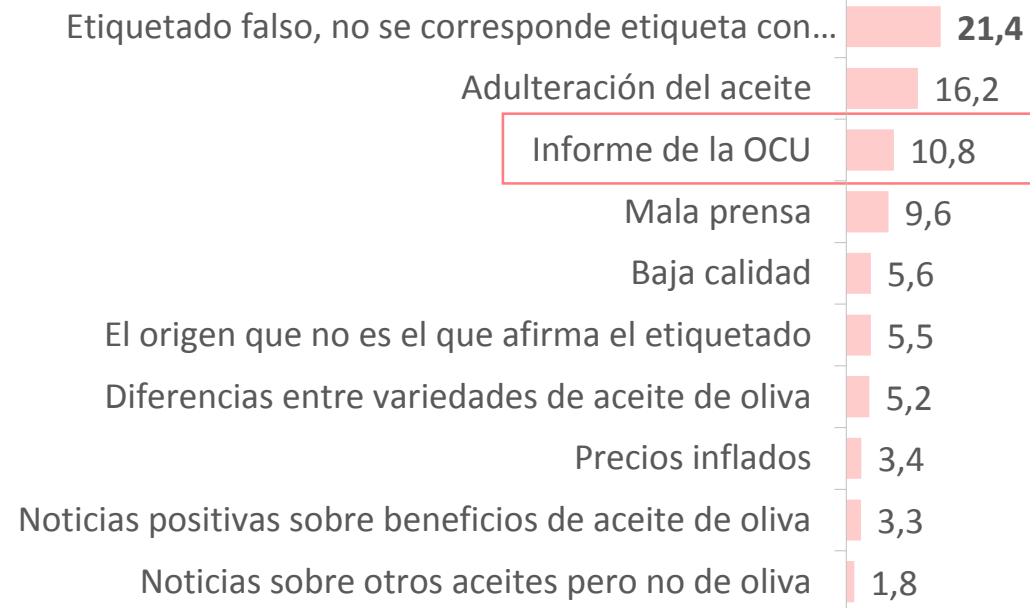 Etiquetado falso, no se corresponde etiqueta con… 21,4
Adulteración del aceite 16,2
Informe de la OCU 10,8
Mala prensa 9,6
Baja calidad 5,6
El origen que no es el que afirma el etiquetado 5,5
Diferencias entre variedades de aceite de oliva 5,2
Precios inflados 3,4
Noticias positivas sobre beneficios de aceite de oliva 3,3
Noticias sobre otros aceites pero no de oliva 1,8